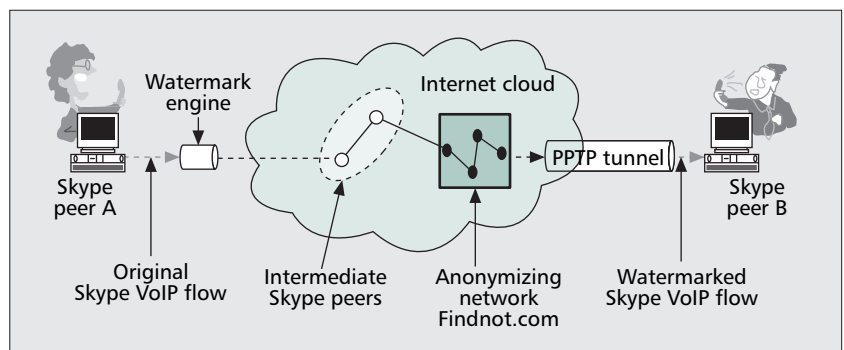 Watermark
engine
Internet cloud
PPTP tunnel
Skype
peer A
Skype
peer B
Original
Skype VoIP flow
Intermediate
Skype peers
Anonymizing
network
Findnot.com
Watermarked
Skype VoIP flow